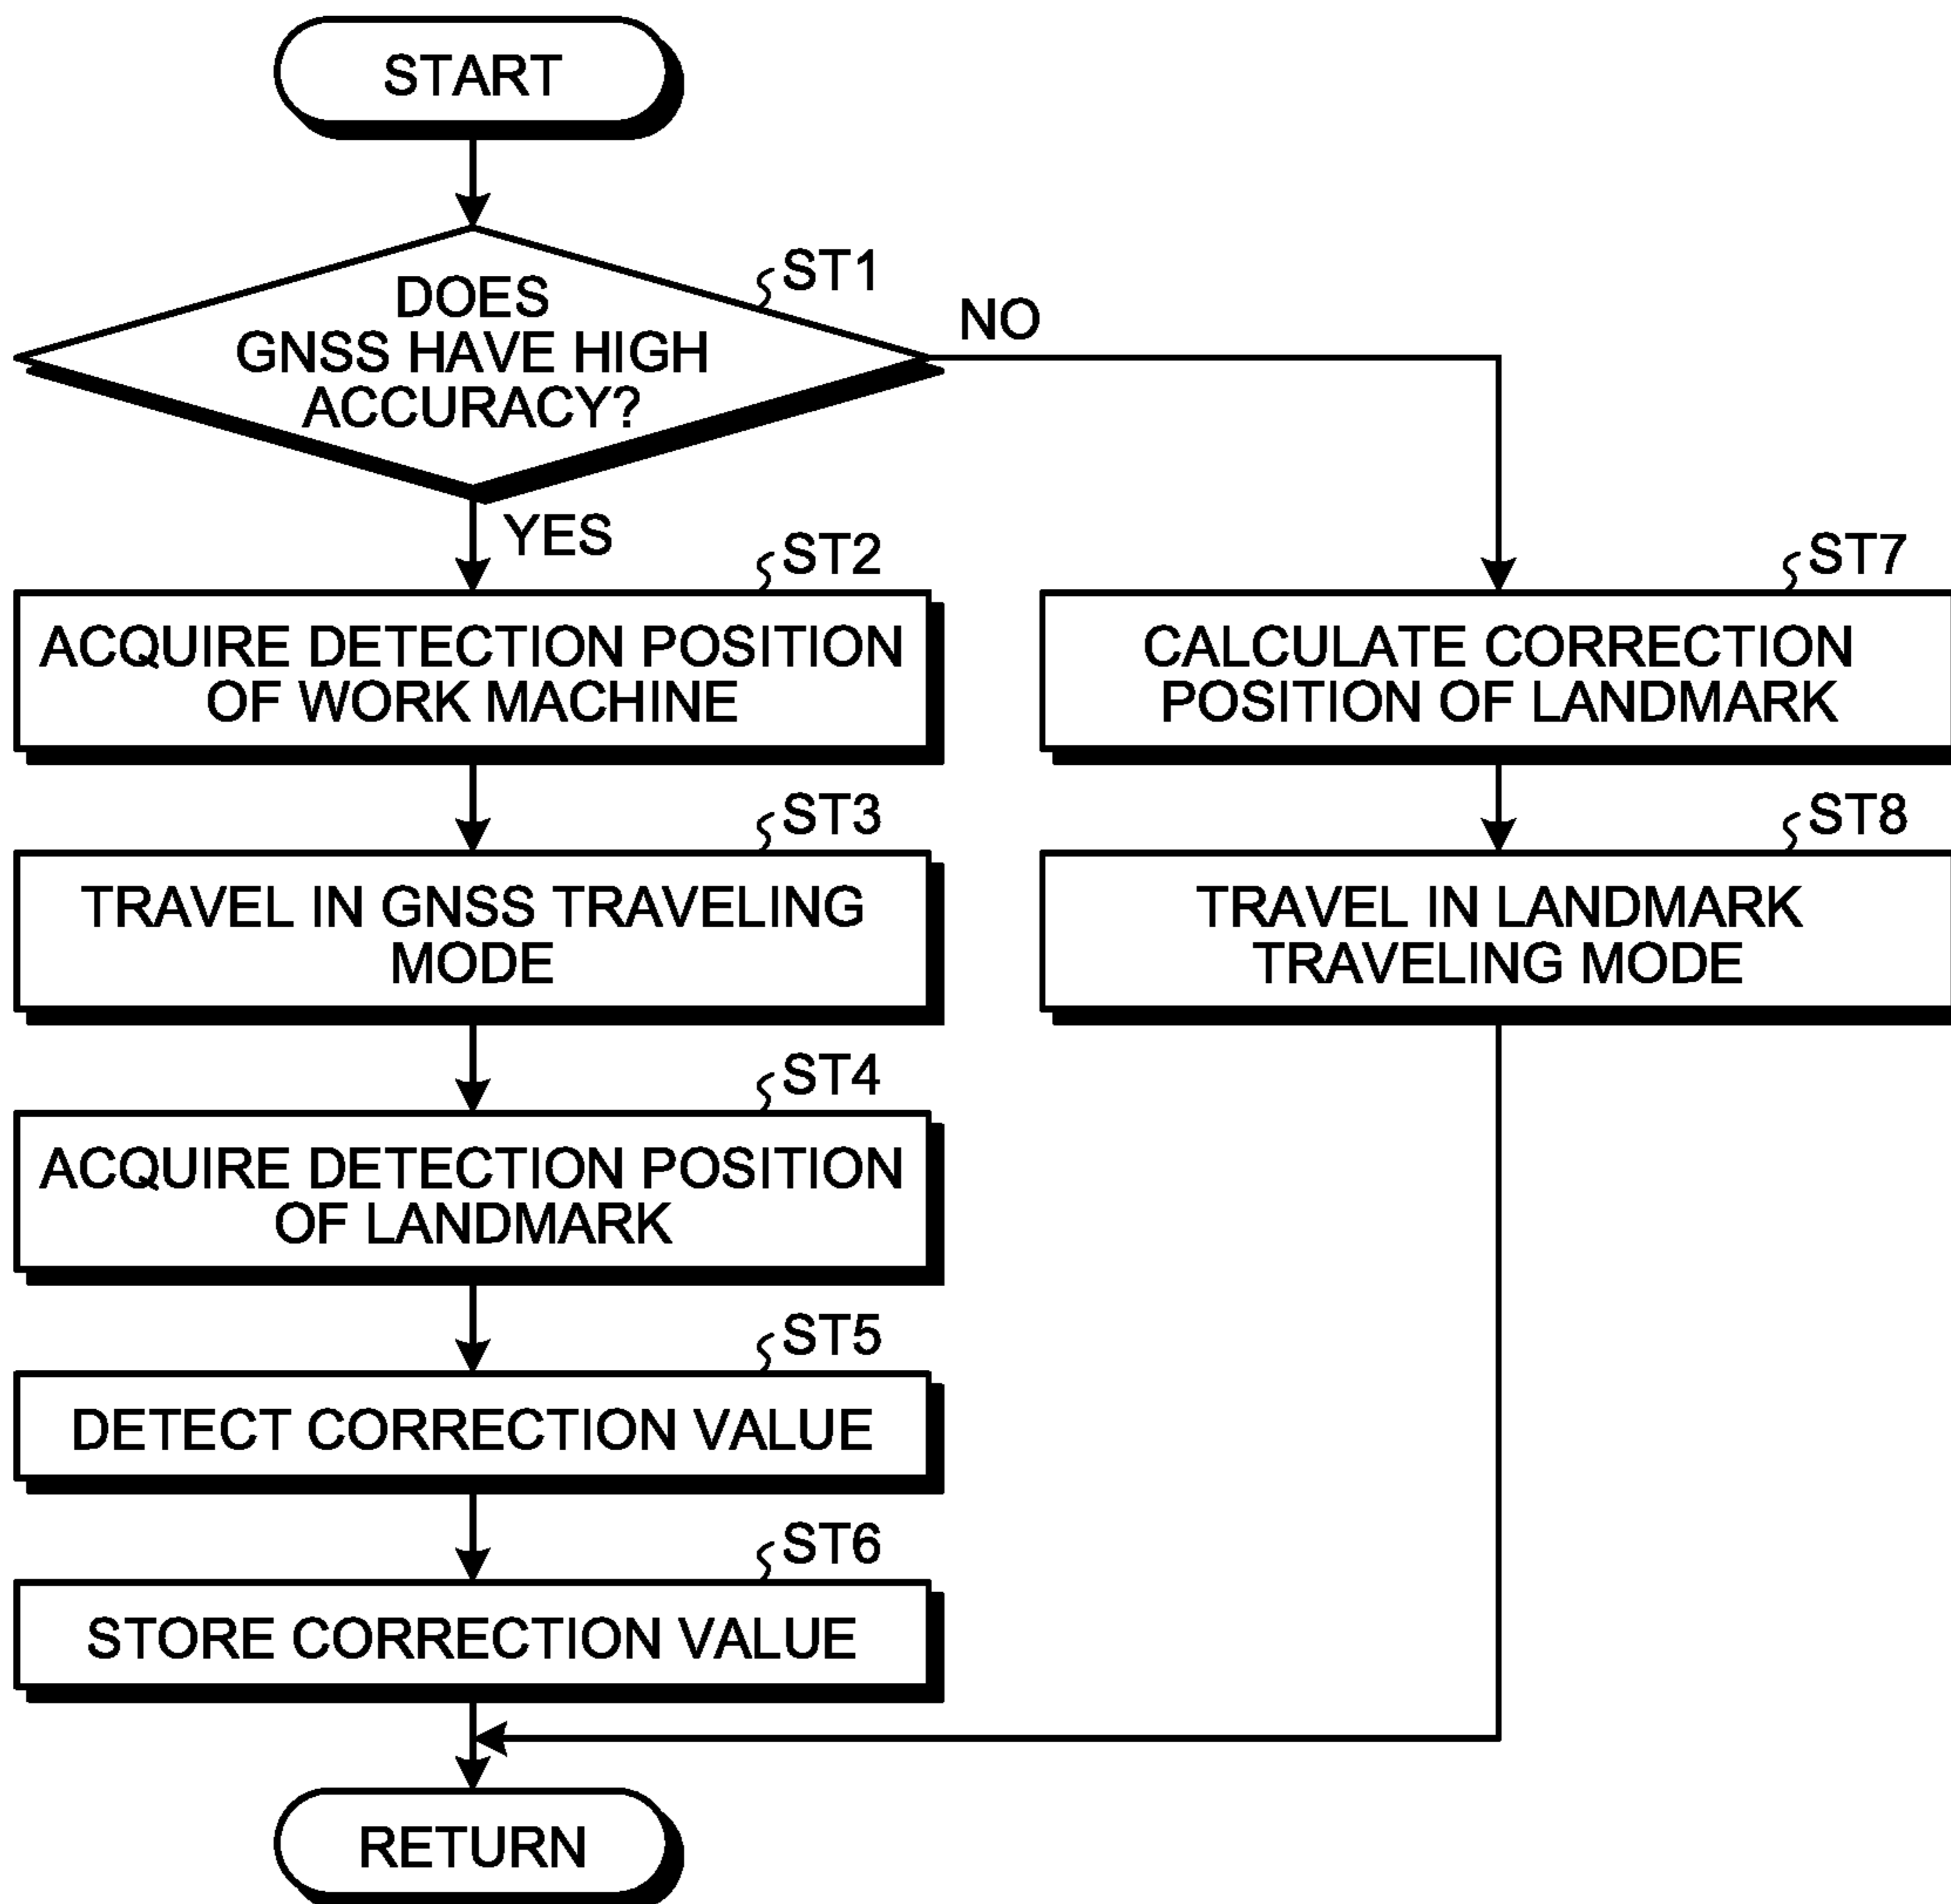 START
ST1
DOES
GNSS HAVE HIGH
ACCURACY?
NO
YES
ST2
ACQUIRE DETECTION POSITION
OF WORK MACHINE
ST3
TRAVEL IN GNSS TRAVELING
MODE
ST4
ACQUIRE DETECTION POSITION
OF LANDMARK
ST5
DETECT CORRECTION VALUE
ST6
STORE CORRECTION VALUE
ST7
CALCULATE CORRECTION
POSITION OF LANDMARK
ST8
TRAVEL IN LANDMARK
TRAVELING MODE
RETURN